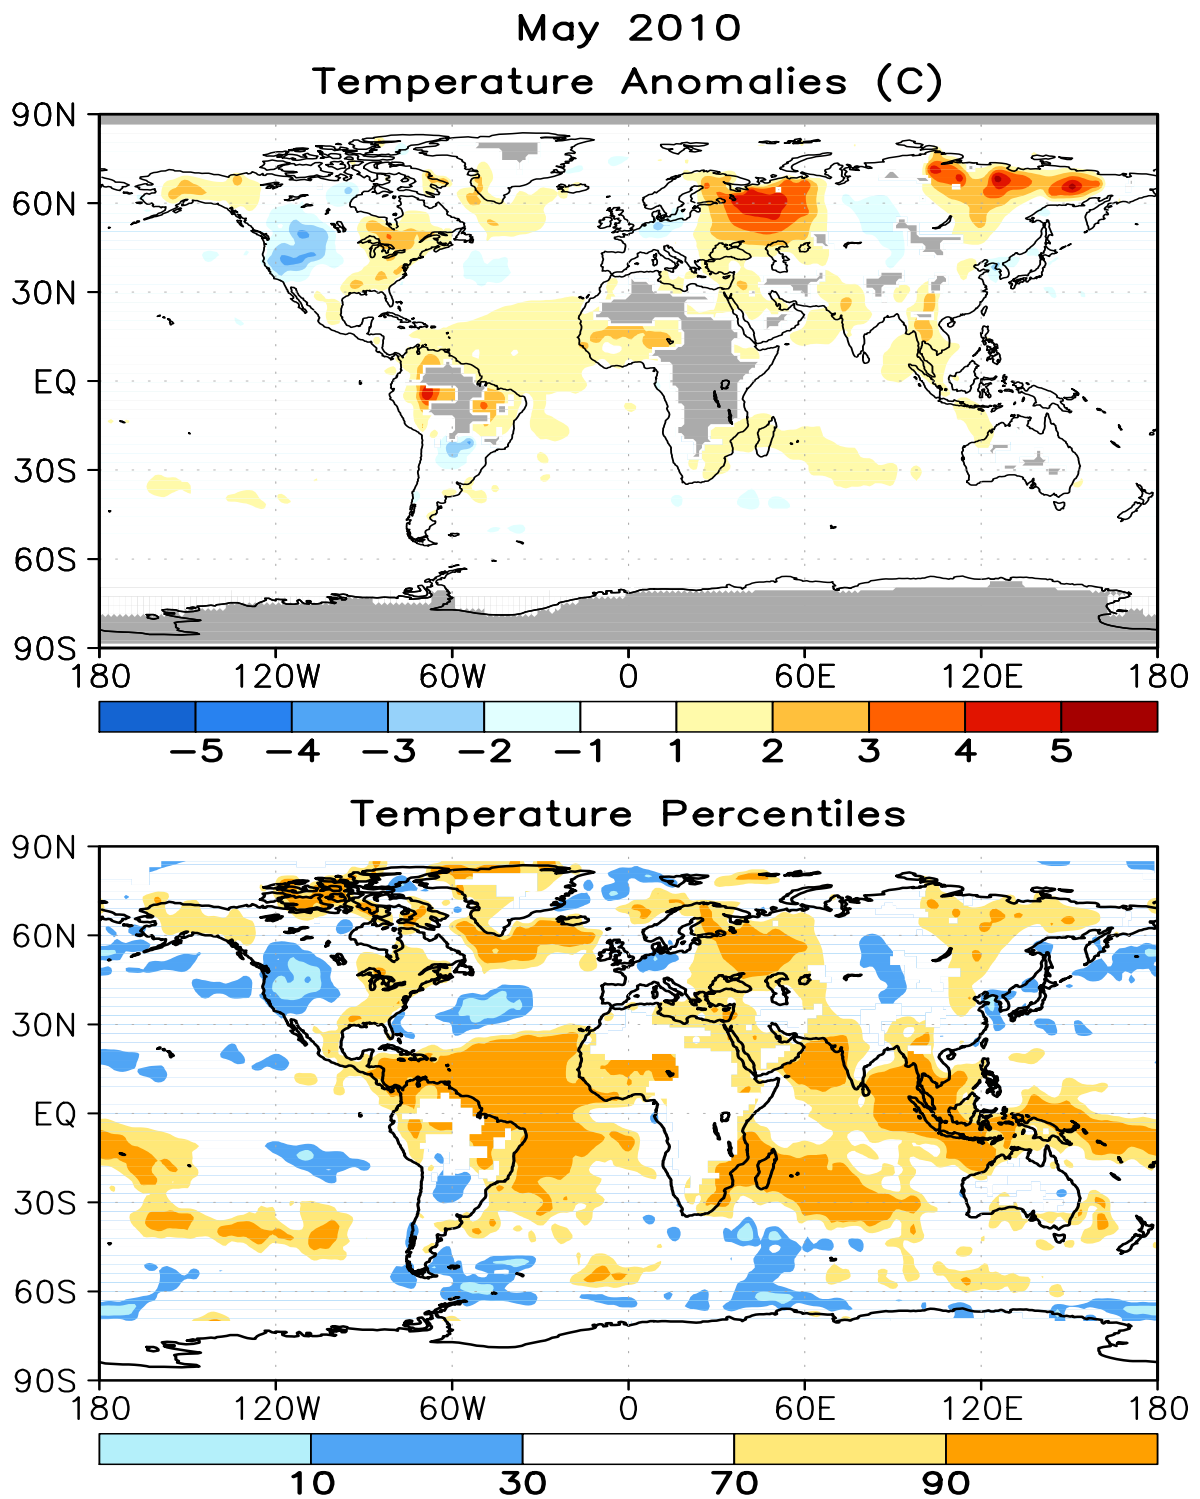 May 2010
Temperature Anomalies (C)
90N
60N
30N
EQ
30S
60S
90S
180 120W 60W 0 60E 120E 180
−5 −4 −3 −2 −1 1 2 3 4 5
Temperature Percentiles
90N
60N
30N
EQ
30S
60S
90S
180 120W 60W 0 60E 120E 180
10 30 70 90